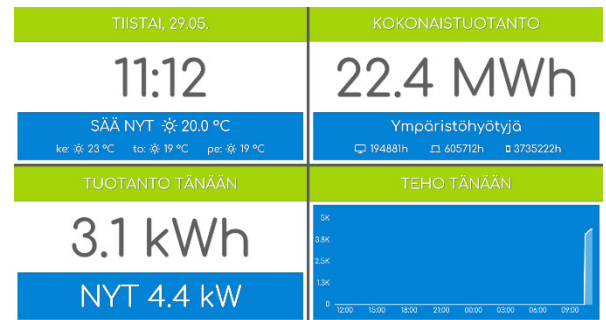 TIISTAI, 29.05.
11:12
SÄÄ NYT 20.0 °C
ke: 23 °C to: 19 °C pe: 19 °C
KOKONAISTUOTANTO
22.4 MWh
Ympäristöhyötyjä
194881h 605712h 3735222h
TUOTANTO TÄNÄÄN
3.1 kWh
NYT 4.4 kW
TEHO TÄNÄÄN
5K
3.8K
2.5K
1.3K
0
12:00 15:00 18:00 21:00 00:00 03:00 06:00 09:00